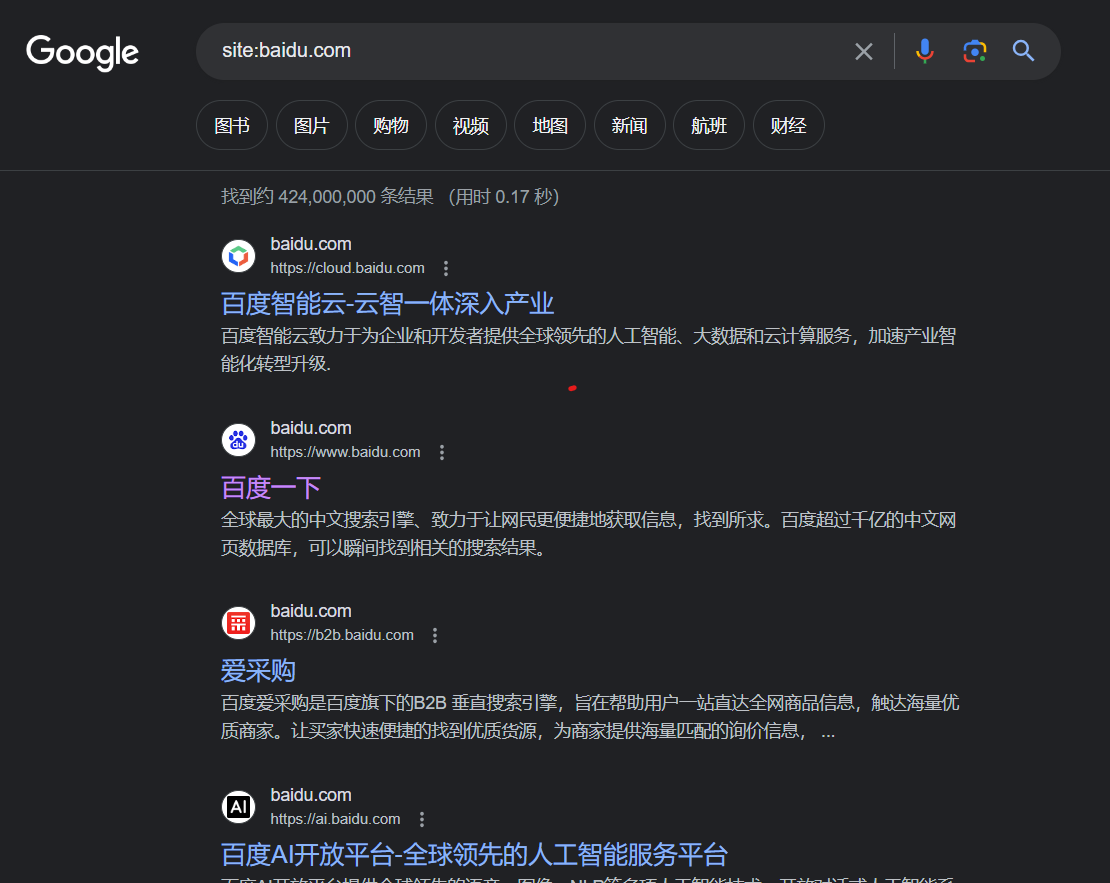 Google
site:baidu.com
图书 图片 购物 视频 地图 新闻 航班 财经
找到约 424,000,000 条结果 （用时 0.17 秒）
baidu.com
https://cloud.baidu.com
百度智能云-云智一体深入产业
百度智能云致力于为企业和开发者提供全球领先的人工智能、大数据和云计算服务，加速产业智
能化转型升级.
du
baidu.com
https://www.baidu.com
百度一下
全球最大的中文搜索引擎、致力于让网民更便捷地获取信息，找到所求。百度超过千亿的中文网
页数据库，可以瞬间找到相关的搜索结果。
baidu.com
https://b2b.baidu.com
爱采购
百度爱采购是百度旗下的B2B 垂直搜索引擎，旨在帮助用户一站直达全网商品信息，触达海量优
质商家。让买家快速便捷的找到优质货源，为商家提供海量匹配的询价信息， ...
AI
baidu.com
https://ai.baidu.com
百度AI开放平台-全球领先的人工智能服务平台